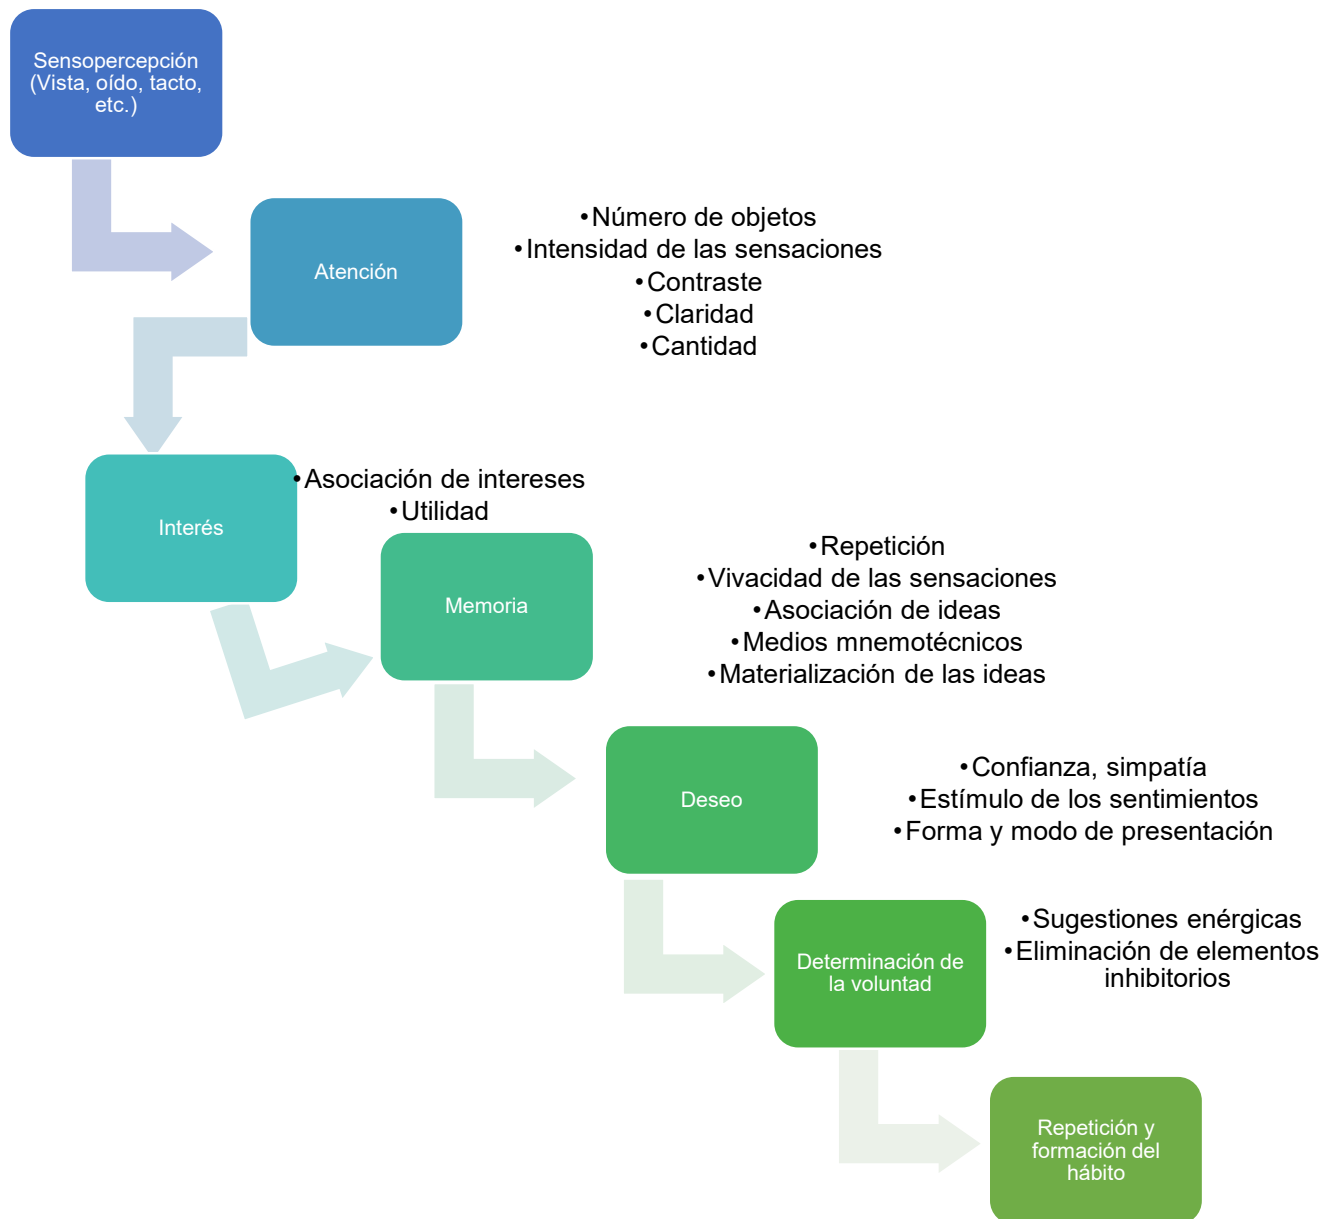 Sensopercepción
(Vista, oído, tacto,
etc.)
Atención
•Número de objetos
•Intensidad de las sensaciones
•Contraste
•Claridad
•Cantidad
Interés
•Asociación de intereses
•Utilidad
Memoria
•Repetición
•Vivacidad de las sensaciones
•Asociación de ideas
•Medios mnemotécnicos
•Materialización de las ideas
Deseo
•Confianza, simpatía
•Estímulo de los sentimientos
•Forma y modo de presentación
Determinación de
la voluntad
•Sugestiones enérgicas
•Eliminación de elementos
inhibitorios
Repetición y
formación del
hábito